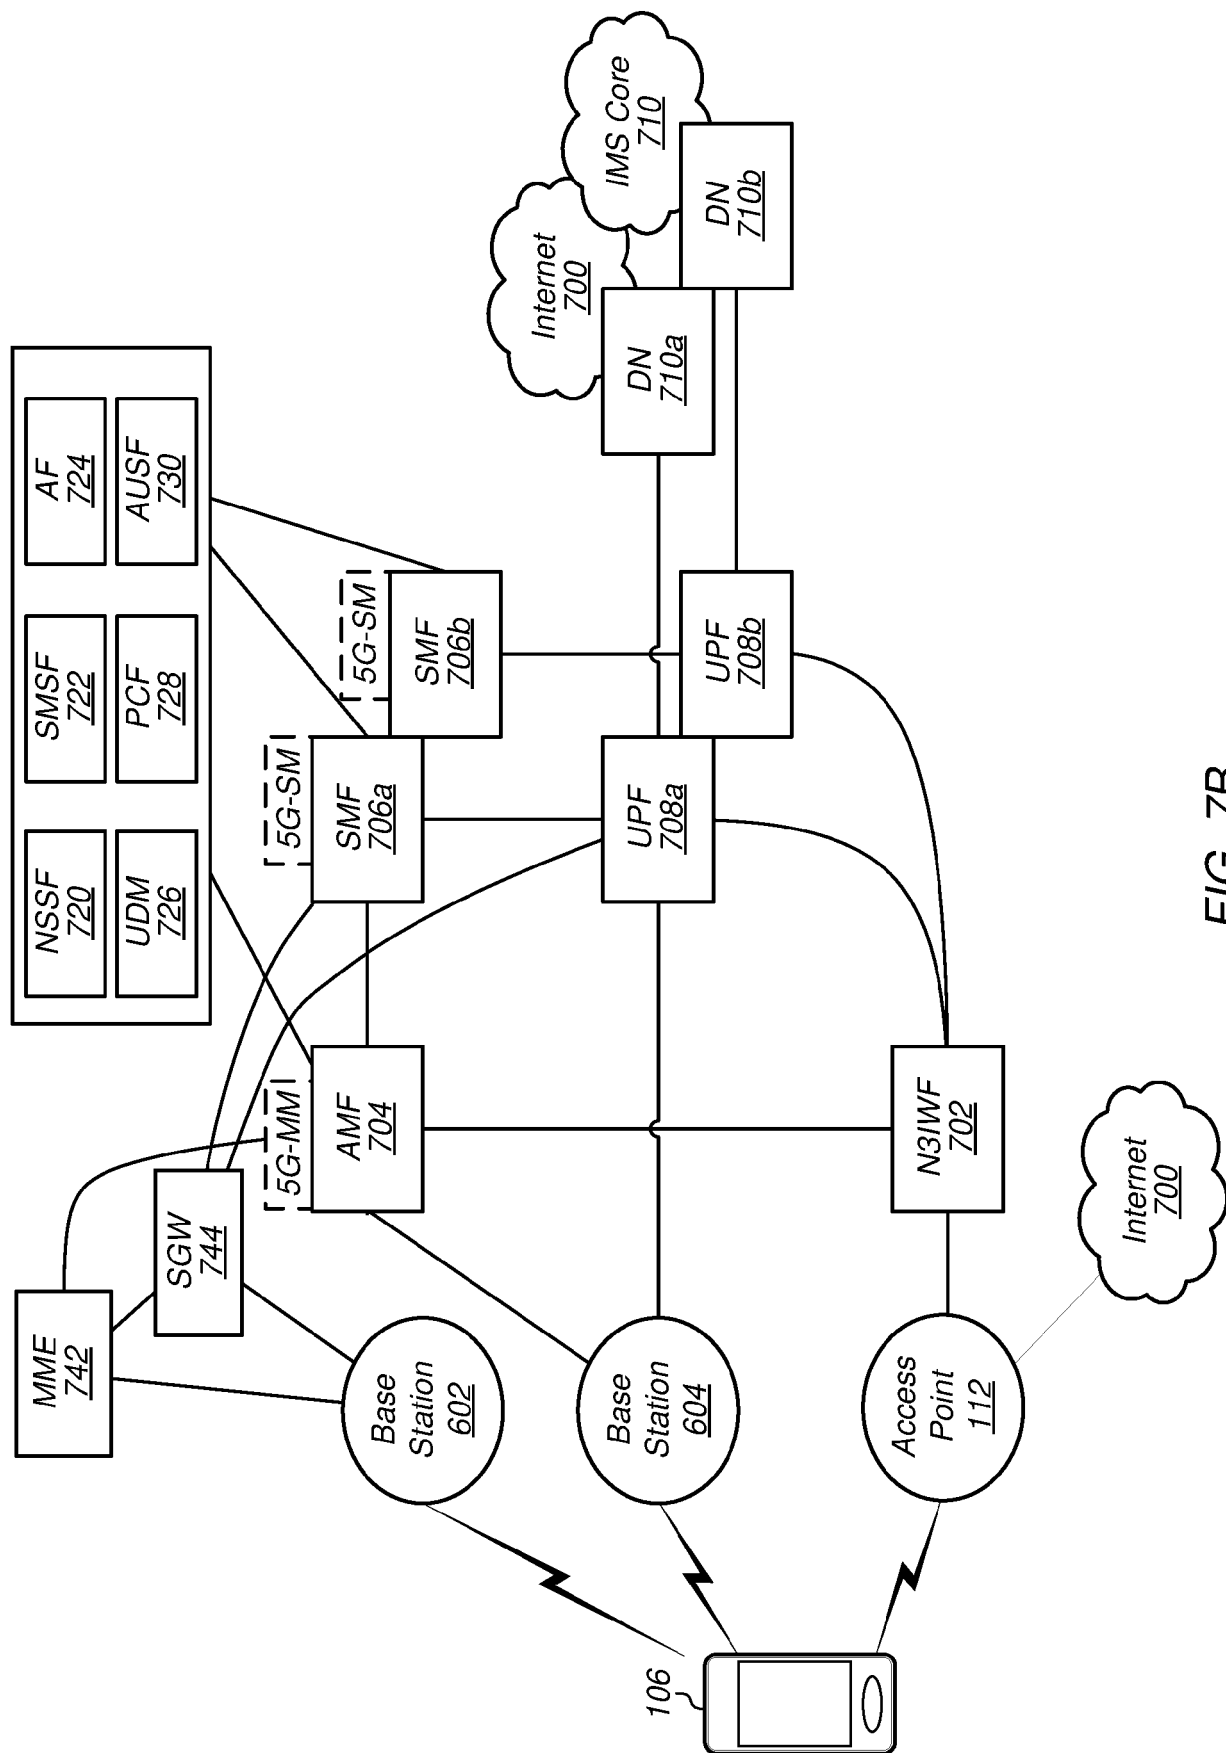 MME
742
NSSF
720
SMSF
722
AF
724
UDM
726
PCF
728
AUSF
730
SGW
744
5G-MM
AMF
704
5G-SM
SMF
706a
5G-SM
SMF
706b
Base
Station
602
Internet
700
IMS Core
710
106
Base
Station
604
UPF
708a
DN
710a
UPF
708b
DN
710b
Access
Point
112
N3IWF
702
Internet
700
FIG. 7B